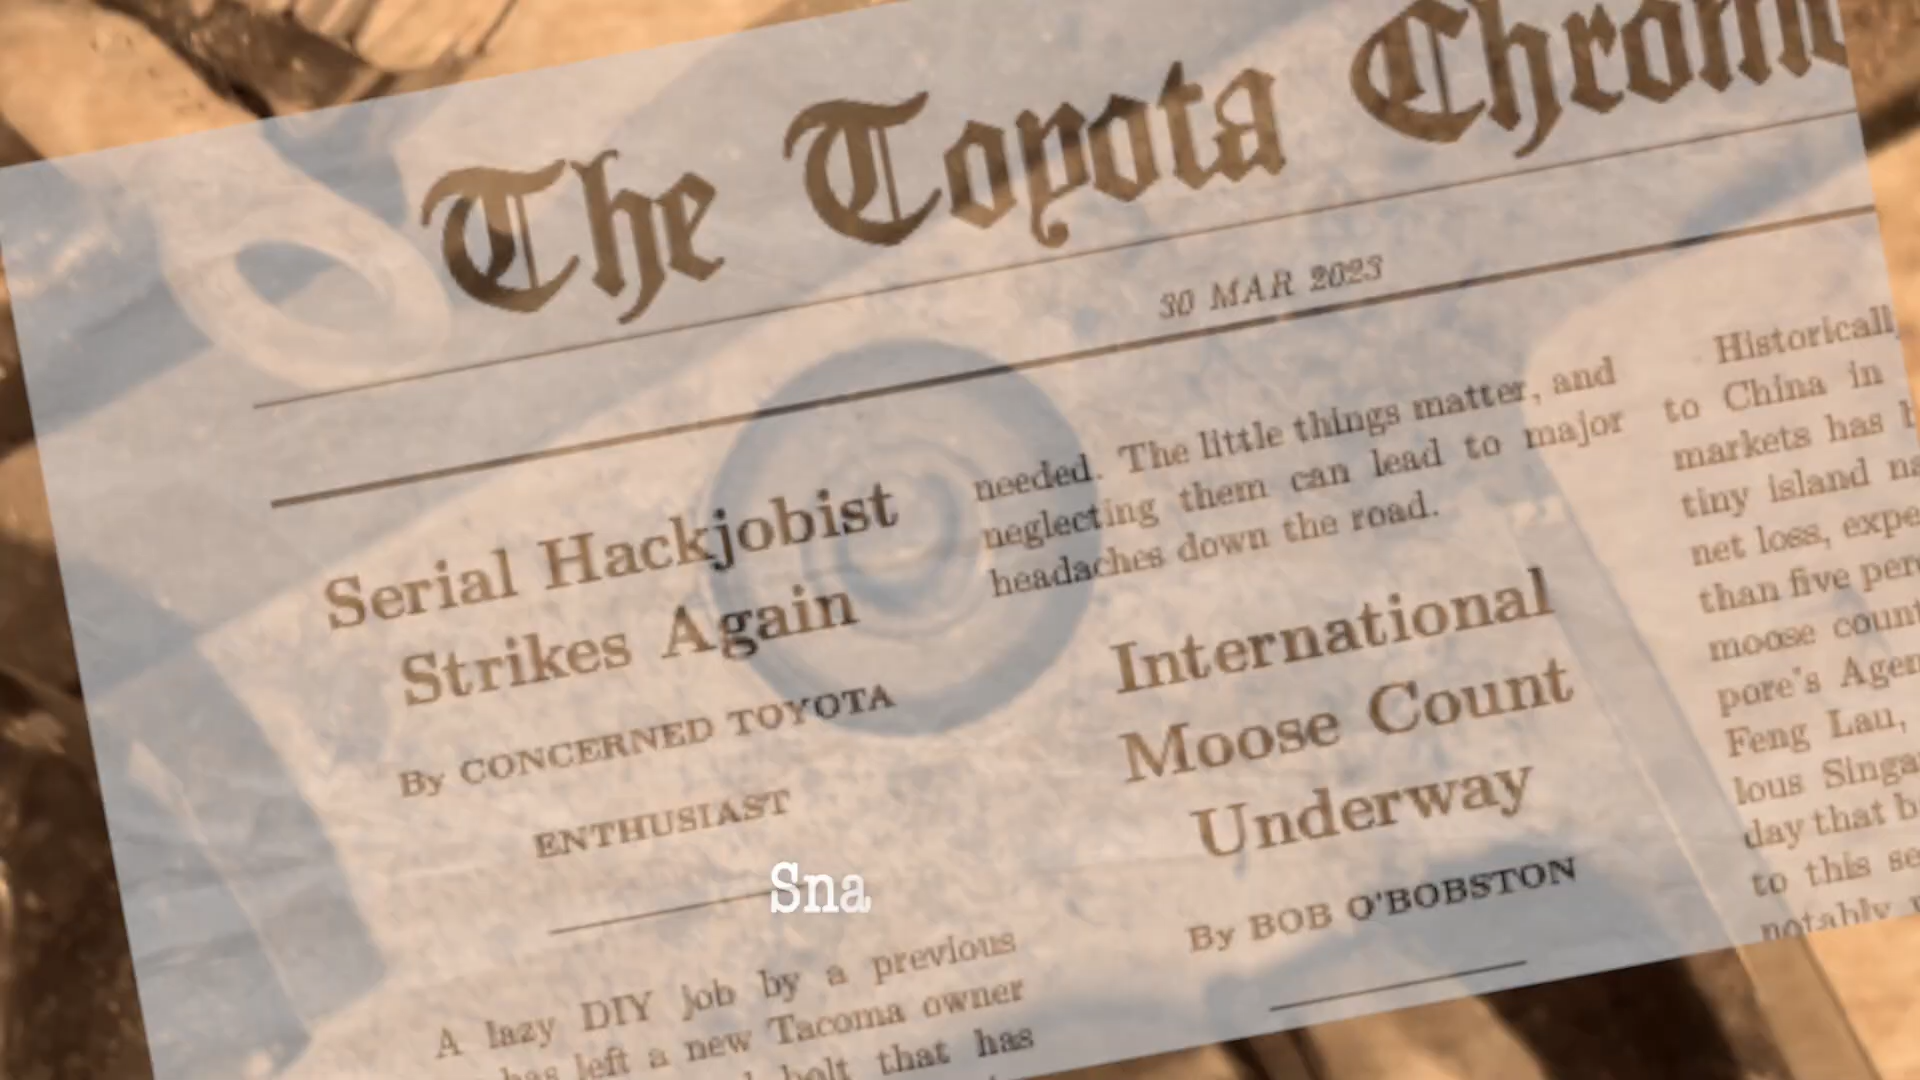 The Toyota Chron
30 MAR 2023
Serial Hackjobist
Strikes Again
By CONCERNED TOYOTA
ENTHUSIAST
A lazy DIY job by a previous
has left a new Tacoma owner
bolt that has
needed. The little things matter, and
neglecting them can lead to major
headaches down the road.
International
Moose Count
Underway
By BOB O'BOBSTON
Historicall
to China in
markets has
tiny island na
net loss, expe
than five per
moose count
pore's Agen
Feng Lau,
lous Singa
day that b
to this se
notably
Sna